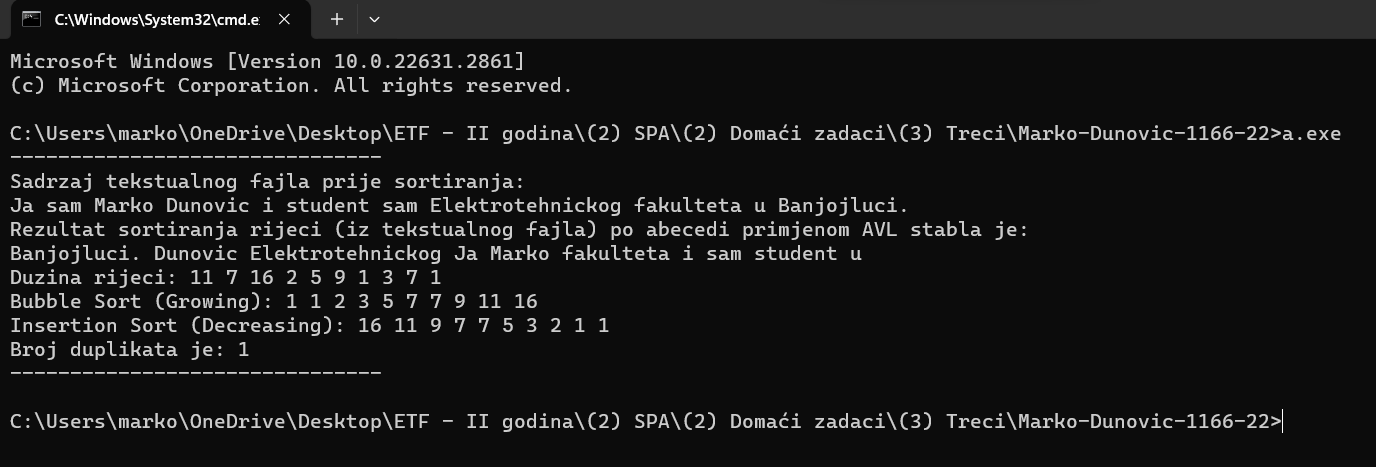 C:\Windows\System32\cmd.e
Microsoft Windows [Version 10.0.22631.2861]
(c) Microsoft Corporation. All rights reserved.
C:\Users\marko\OneDrive\Desktop\ETF - II godina\(2) SPA\(2) Domaći zadaci\(3) Treci\Marko-Dunovic-1166-22>a.exe
-------------------------------
Sadrzaj tekstualnog fajla prije sortiranja:
Ja sam Marko Dunovic i student sam Elektrotehnickog fakulteta u Banjojluci.
Rezultat sortiranja rijeci (iz tekstualnog fajla) po abecedi primjenom AVL stabla je:
Banjojluci. Dunovic Elektrotehnickog Ja Marko fakulteta i sam student u
Duzina rijeci: 11 7 16 2 5 9 1 3 7 1
Bubble Sort (Growing): 1 1 2 3 5 7 7 9 11 16
Insertion Sort (Decreasing): 16 11 9 7 7 5 3 2 1 1
Broj duplikata je: 1
-------------------------------
C:\Users\marko\OneDrive\Desktop\ETF - II godina\(2) SPA\(2) Domaći zadaci\(3) Treci\Marko-Dunovic-1166-22>